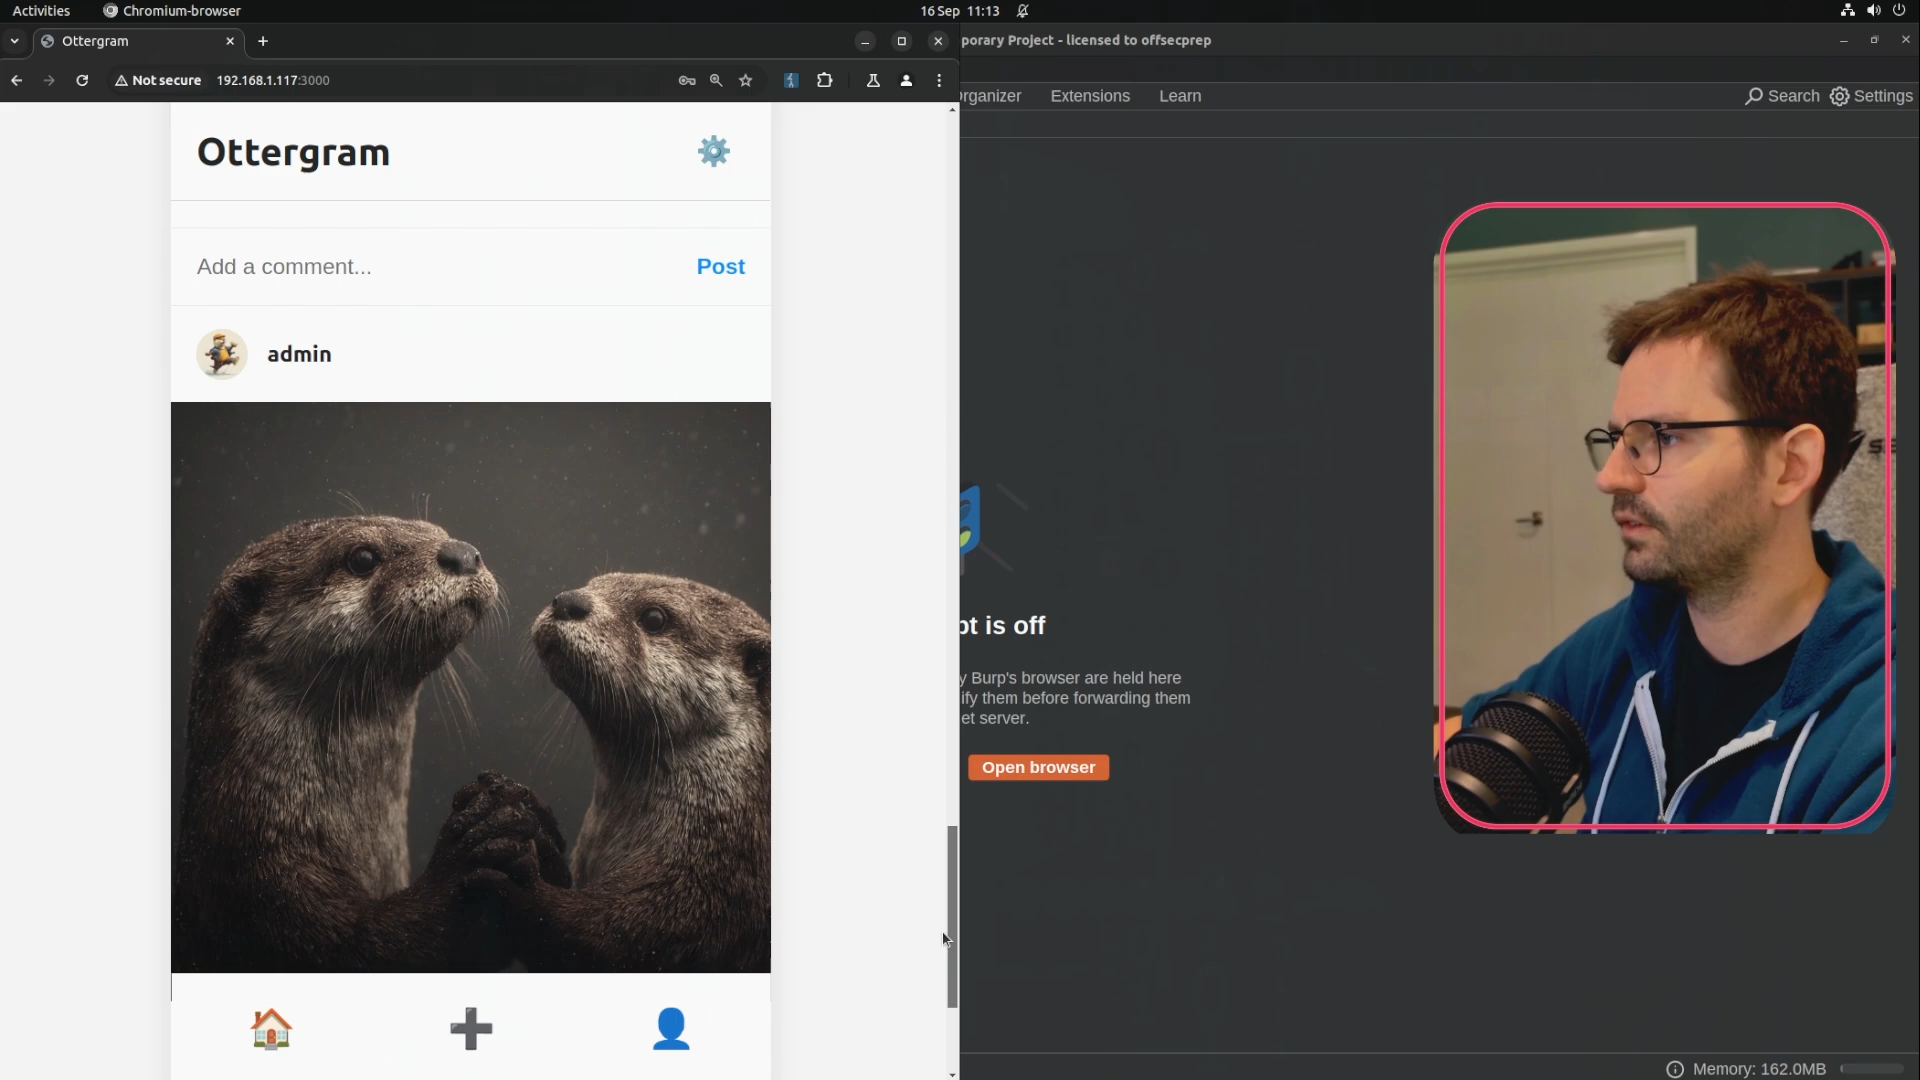 Activities
Chromium-browser
16 Sep 11:13
Ottergram
porary Project - licensed to offsecprep
Not secure
192.168.1.117:3000
rganizer
Extensions
Learn
Search
Settings
Ottergram
Add a comment...
Post
admin
pt is off
y Burp's browser are held here
ify them before forwarding them
et server.
Open browser
Memory: 162.0MB